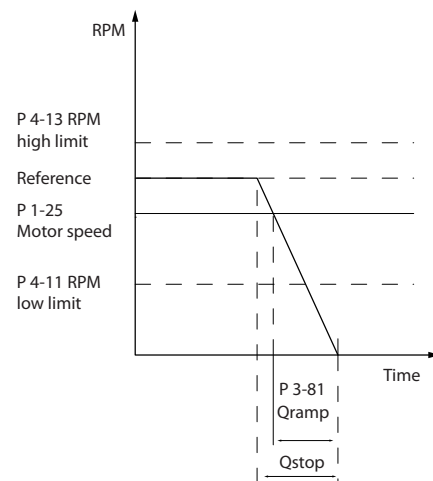 RPM
P 4-13 RPM
high limit
Reference
P 1-25
Motor speed
P 4-11 RPM
low limit
Time
P 3-81
Qramp
Qstop